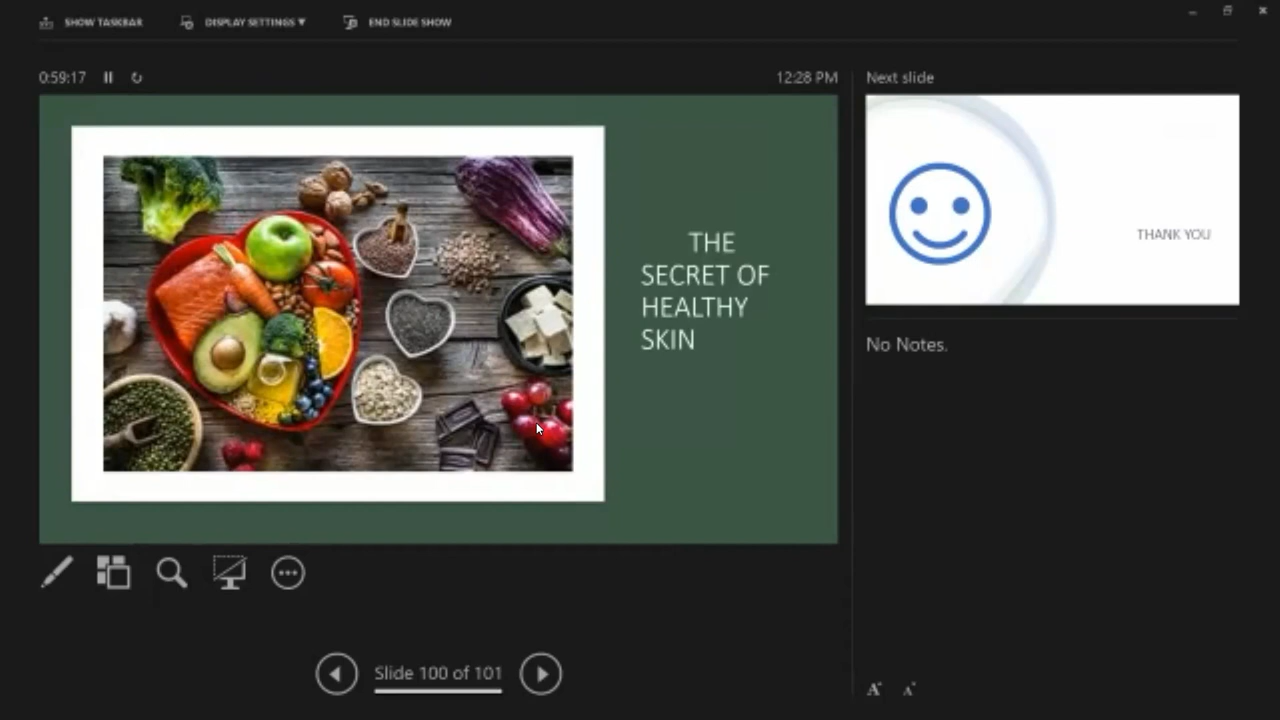 SHOW TASKBAR
DISPLAY SETTINGS ▼
END SLIDE SHOW
0:59:17
12:28 PM
Next slide
THE
SECRET OF
HEALTHY
SKIN
THANK YOU
No Notes.
Slide 100 of 101
A A